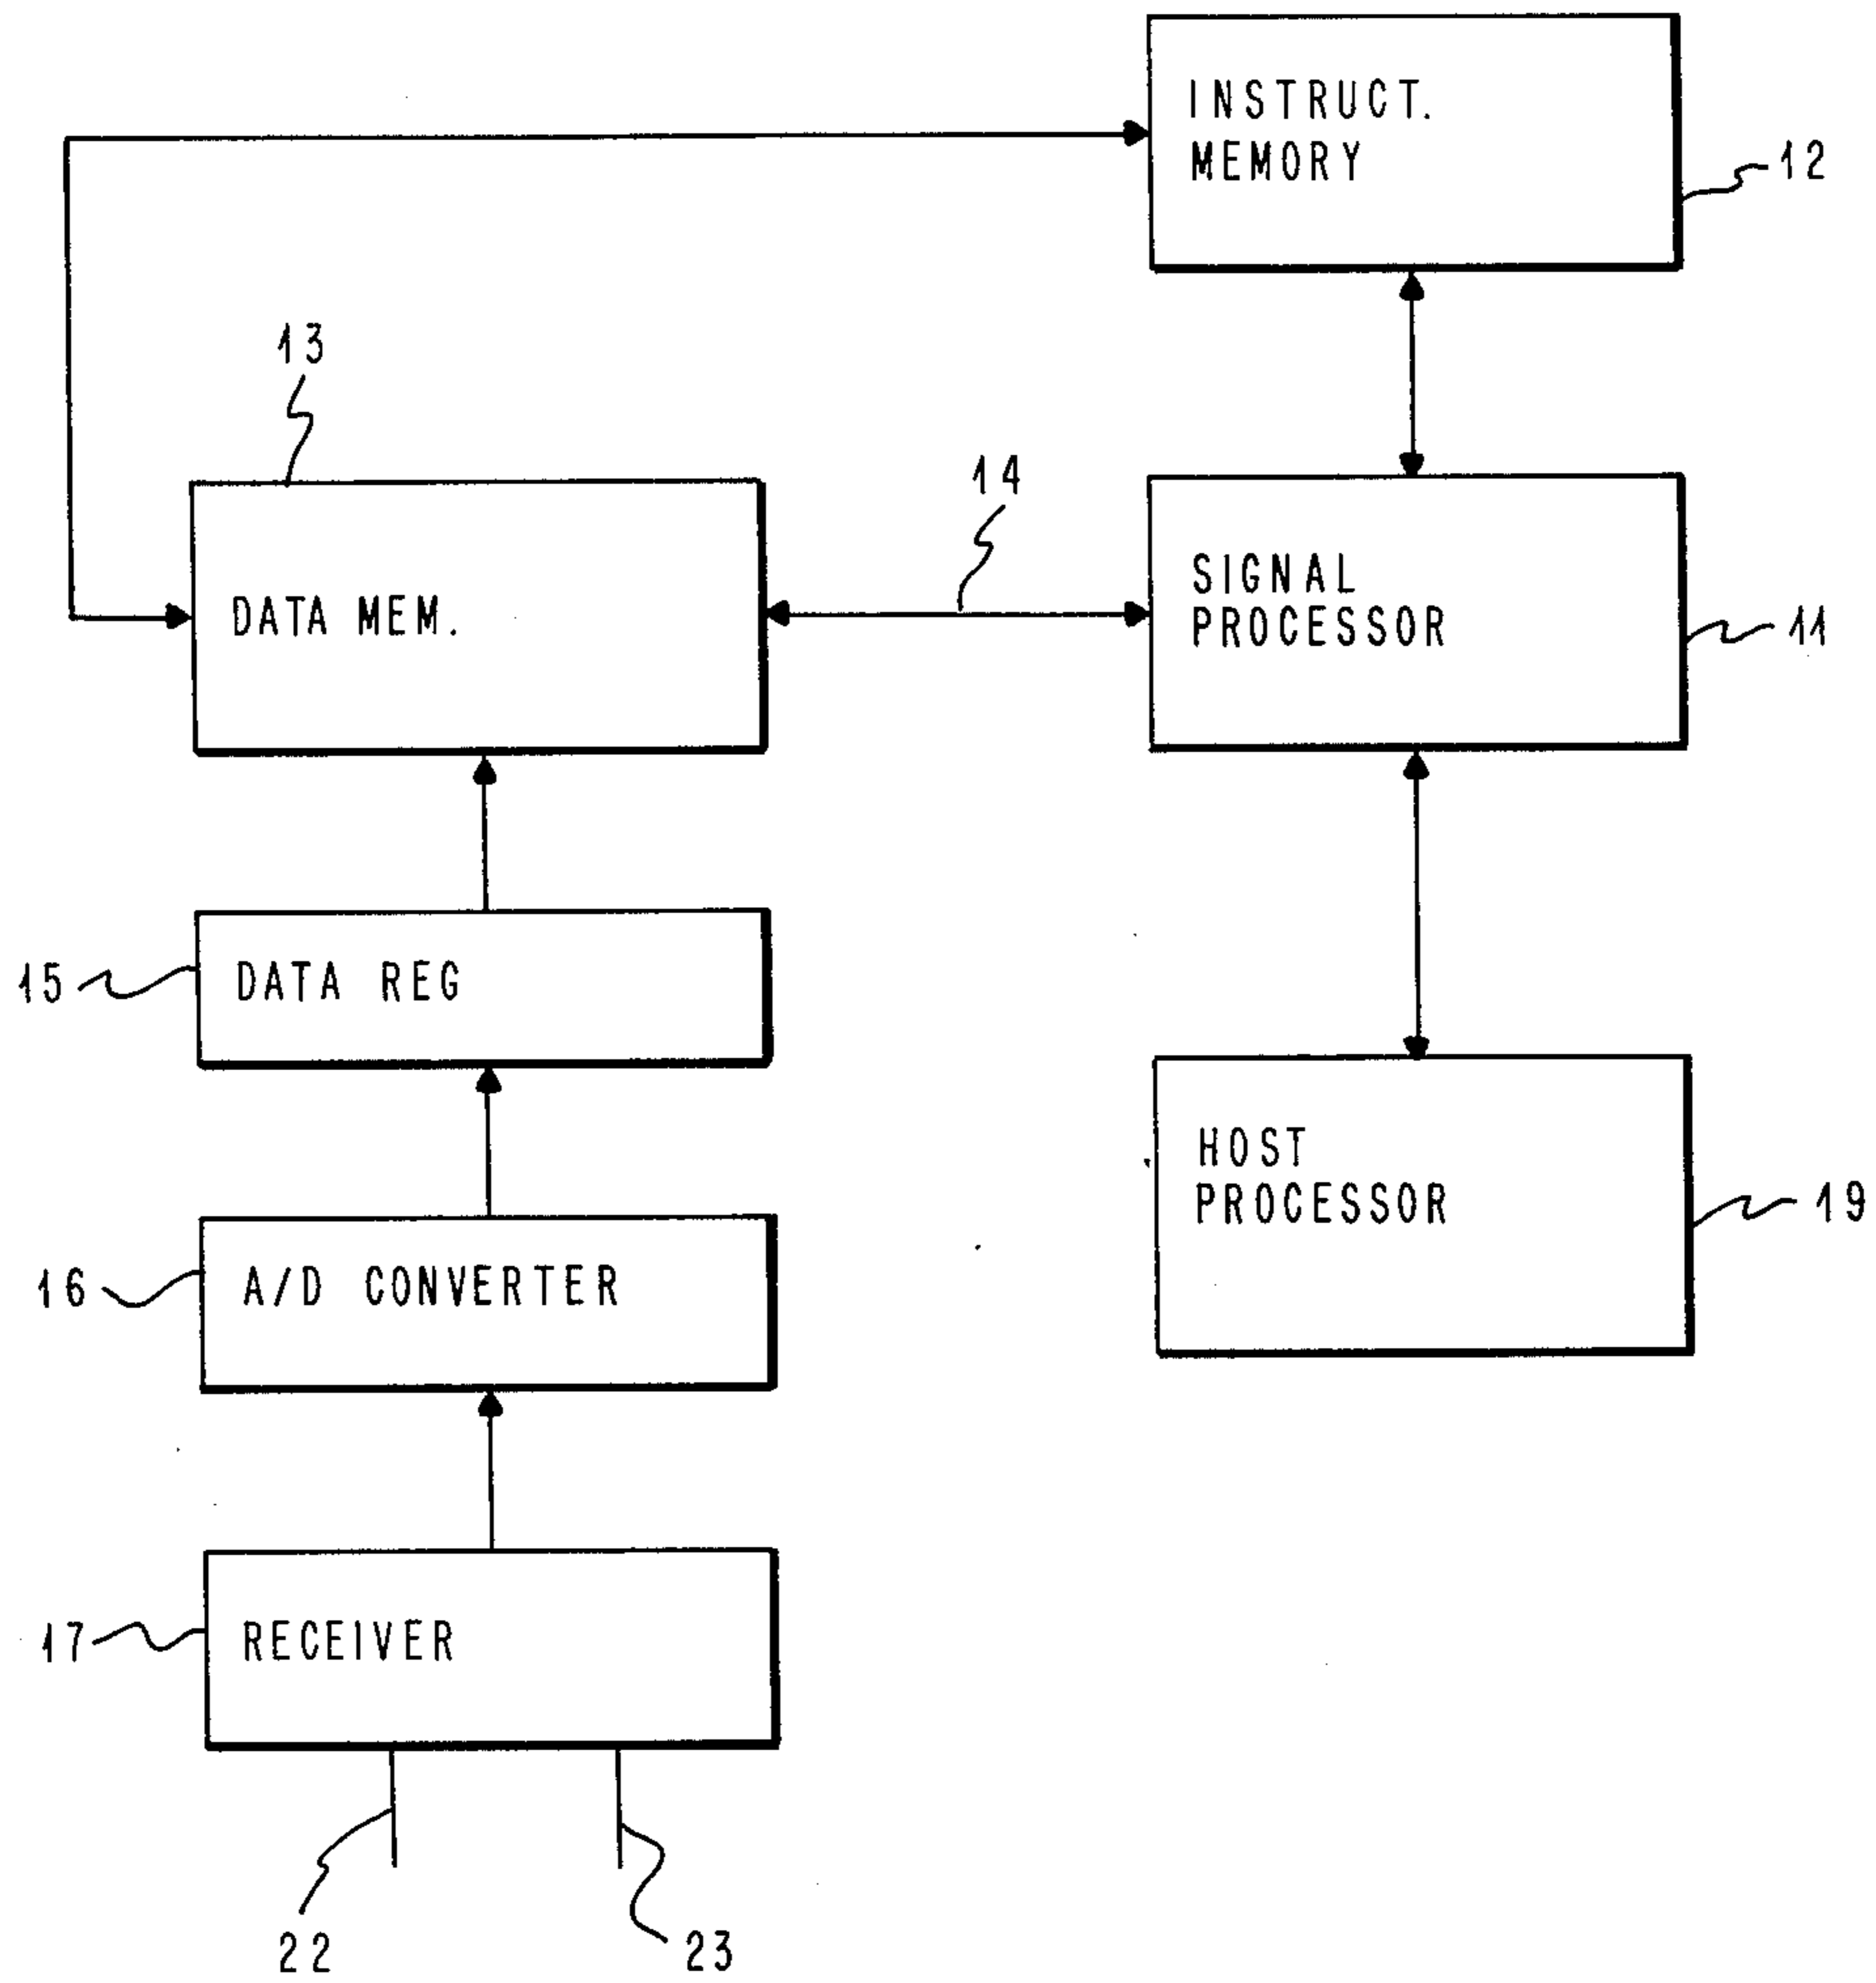 INSTRUCT.
MEMORY
12
13
14
DATA MEM.
SIGNAL
PROCESSOR
11
15
DATA REG
HOST
PROCESSOR
19
16
A/D CONVERTER
17
RECEIVER
22
23